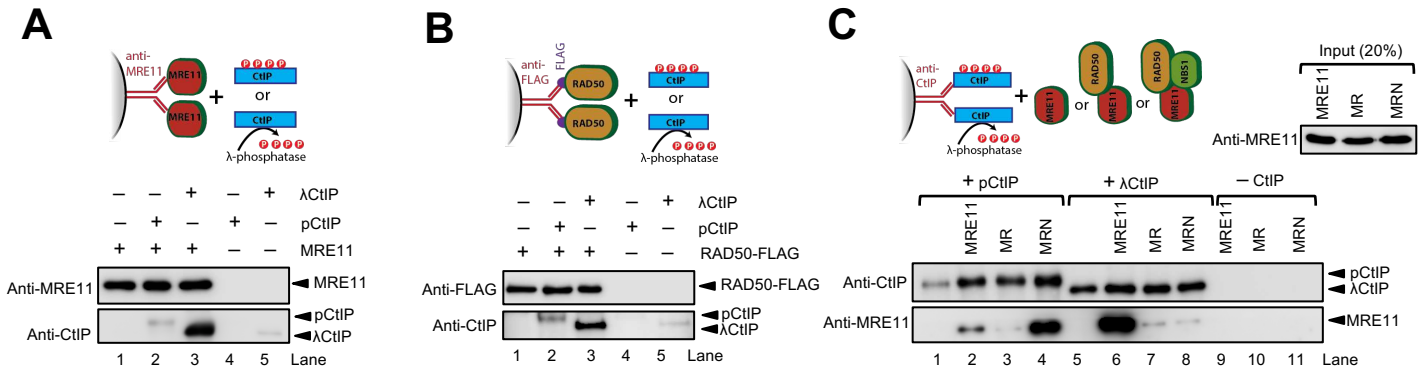 A
anti-
MRE11
MRE11
MRE11
+
P P P P
CtIP
or
CtIP
P P P P
λ-phosphatase
– – + – + λCtIP
– + – + – pCtIP
+ + + – – MRE11
Anti-MRE11
MRE11
Anti-CtIP
pCtIP
λCtIP
1 2 3 4 5 Lane
B
anti-
FLAG
FLAG
RAD50
RAD50
+
P P P P
CtIP
or
CtIP
P P P P
λ-phosphatase
– – + – + λCtIP
– + – + – pCtIP
+ + + – – RAD50-FLAG
Anti-FLAG
RAD50-FLAG
Anti-CtIP
pCtIP
λCtIP
1 2 3 4 5 Lane
C
anti-
CtIP
P P P P
CtIP
CtIP
P P P P
λ-phosphatase
+
MRE11
or
RAD50
MRE11
or
RAD50
NBS1
MRE11
Input (20%)
MRE11 MR MRN
Anti-MRE11
+ pCtIP + λCtIP – CtIP
MRE11 MR MRN MRE11 MR MRN MRE11 MR MRN
Anti-CtIP
pCtIP
λCtIP
Anti-MRE11
MRE11
1 2 3 4 5 6 7 8 9 10 11 Lane